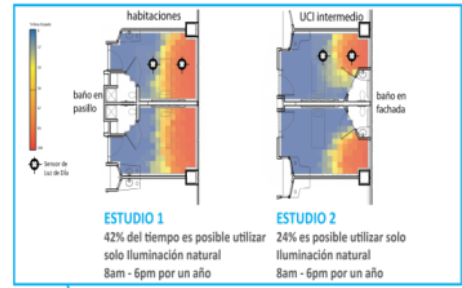 habitaciones
UCI intermedio
baño en
pasillo
baño en
fachada
Sensor de
Luz de Día
ESTUDIO 1
42% del tiempo es posible utilizar
solo Iluminación natural
8am - 6pm por un año
ESTUDIO 2
24% es posible utilizar solo
Iluminación natural
8am - 6pm por un año